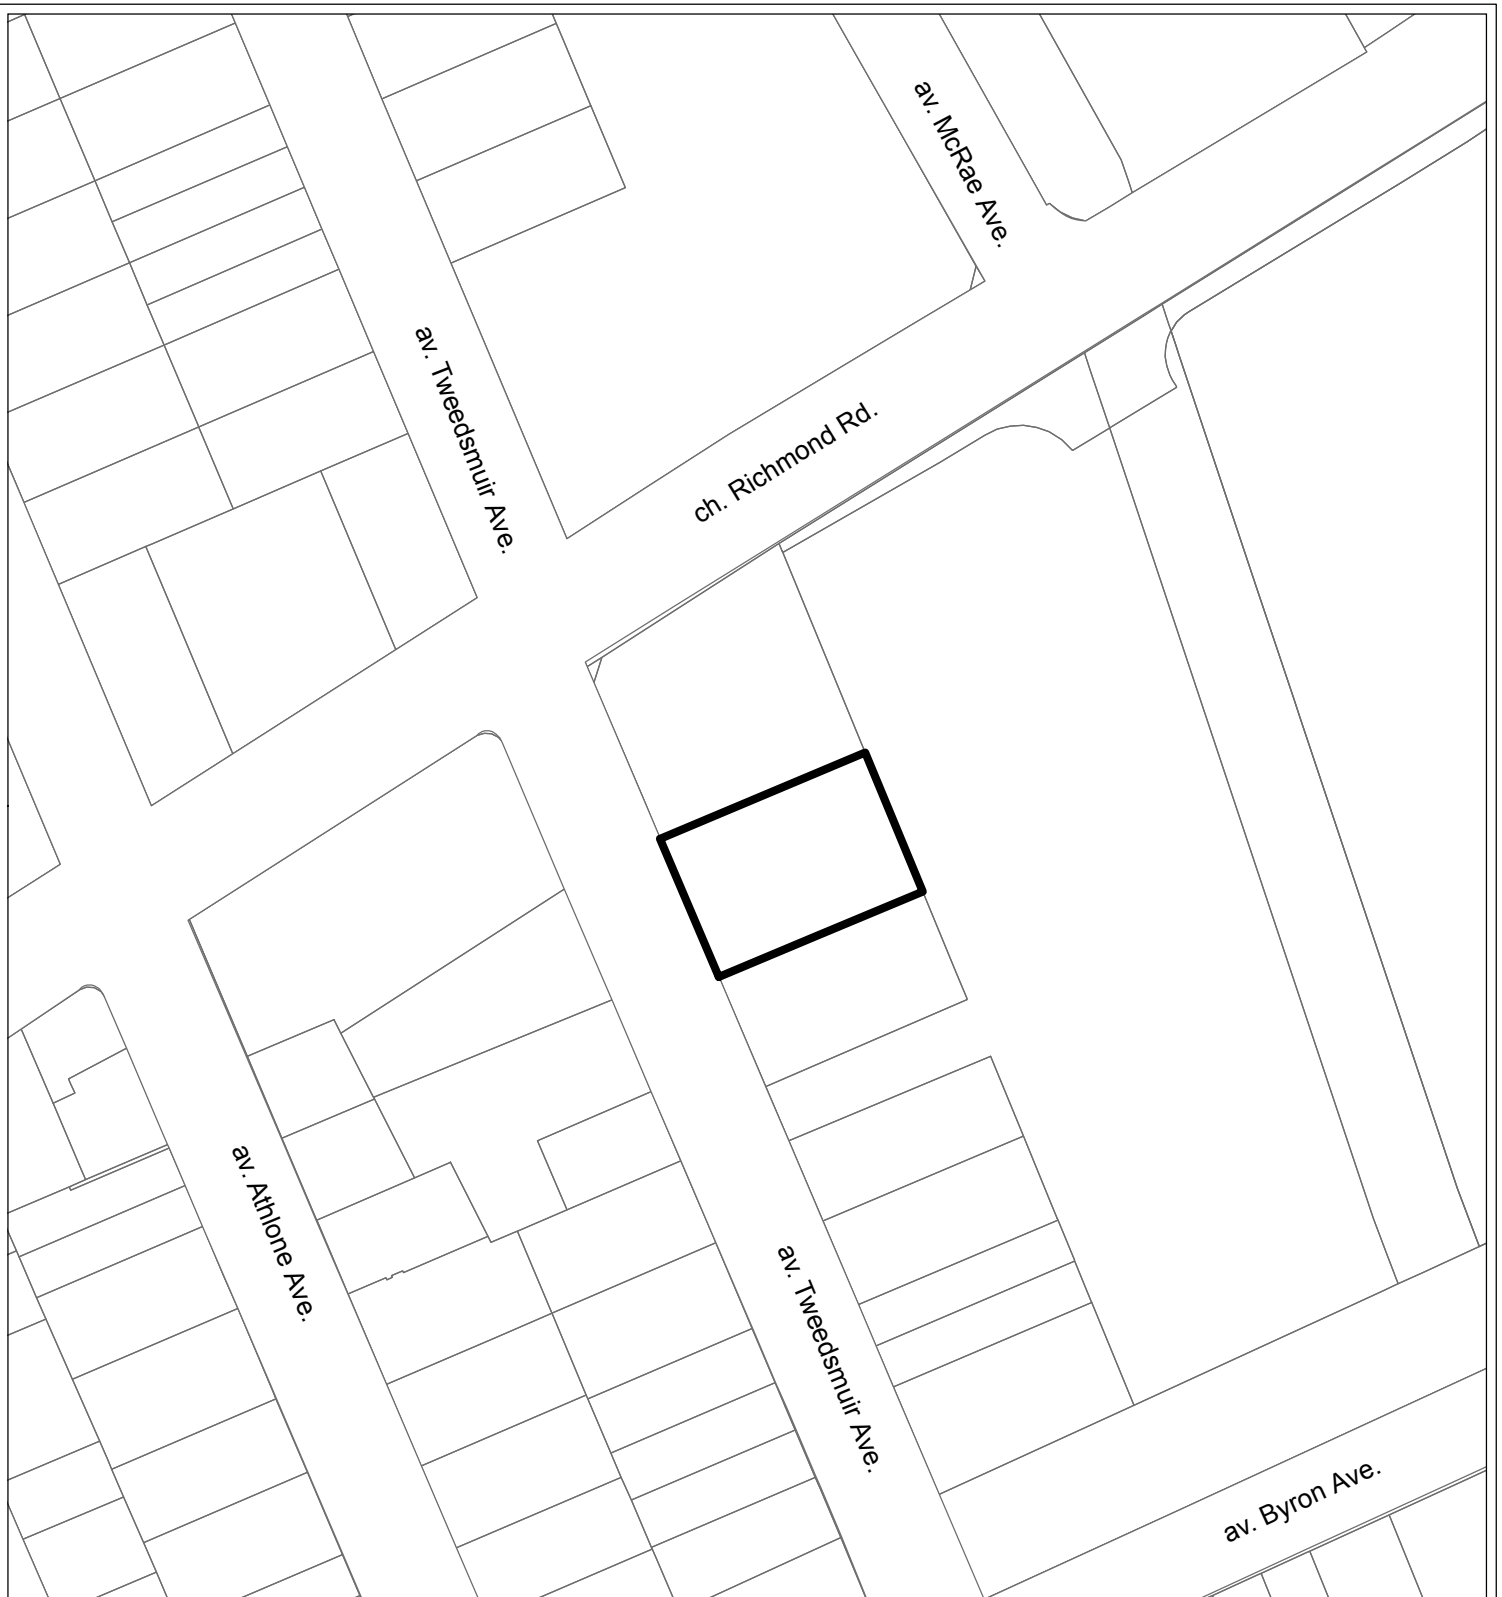 av. McRae Ave.
av. Tweedsmuir Ave.
ch. Richmond Rd.
av. Athlone Ave.
av. Tweedsmuir Ave.
av. Byron Ave.